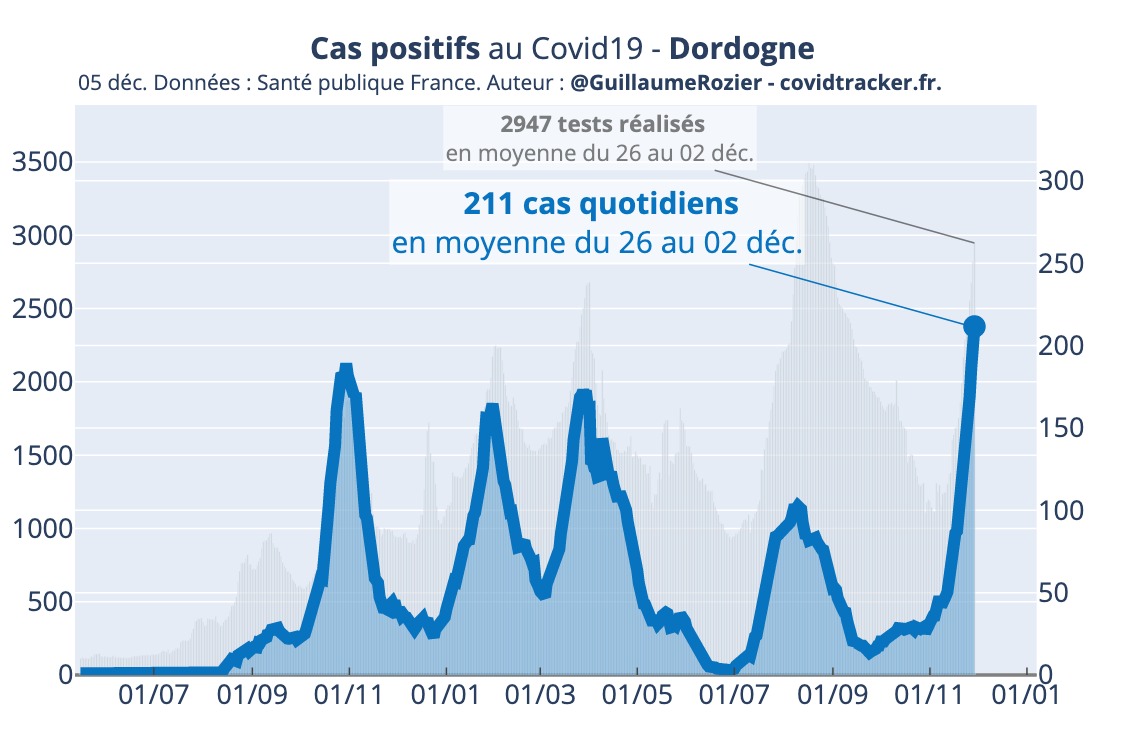 Cas positifs au Covid19 - Dordogne
05 déc. Données : Santé publique France. Auteur : @GuillaumeRozier - covidtracker.fr.
2947 tests réalisés
en moyenne du 26 au 02 déc.
211 cas quotidiens
en moyenne du 26 au 02 déc.
3500
3000
2500
2000
1500
1000
500
0
300
250
200
150
100
50
0
01/07 01/09 01/11 01/01 01/03 01/05 01/07 01/09 01/11 01/01